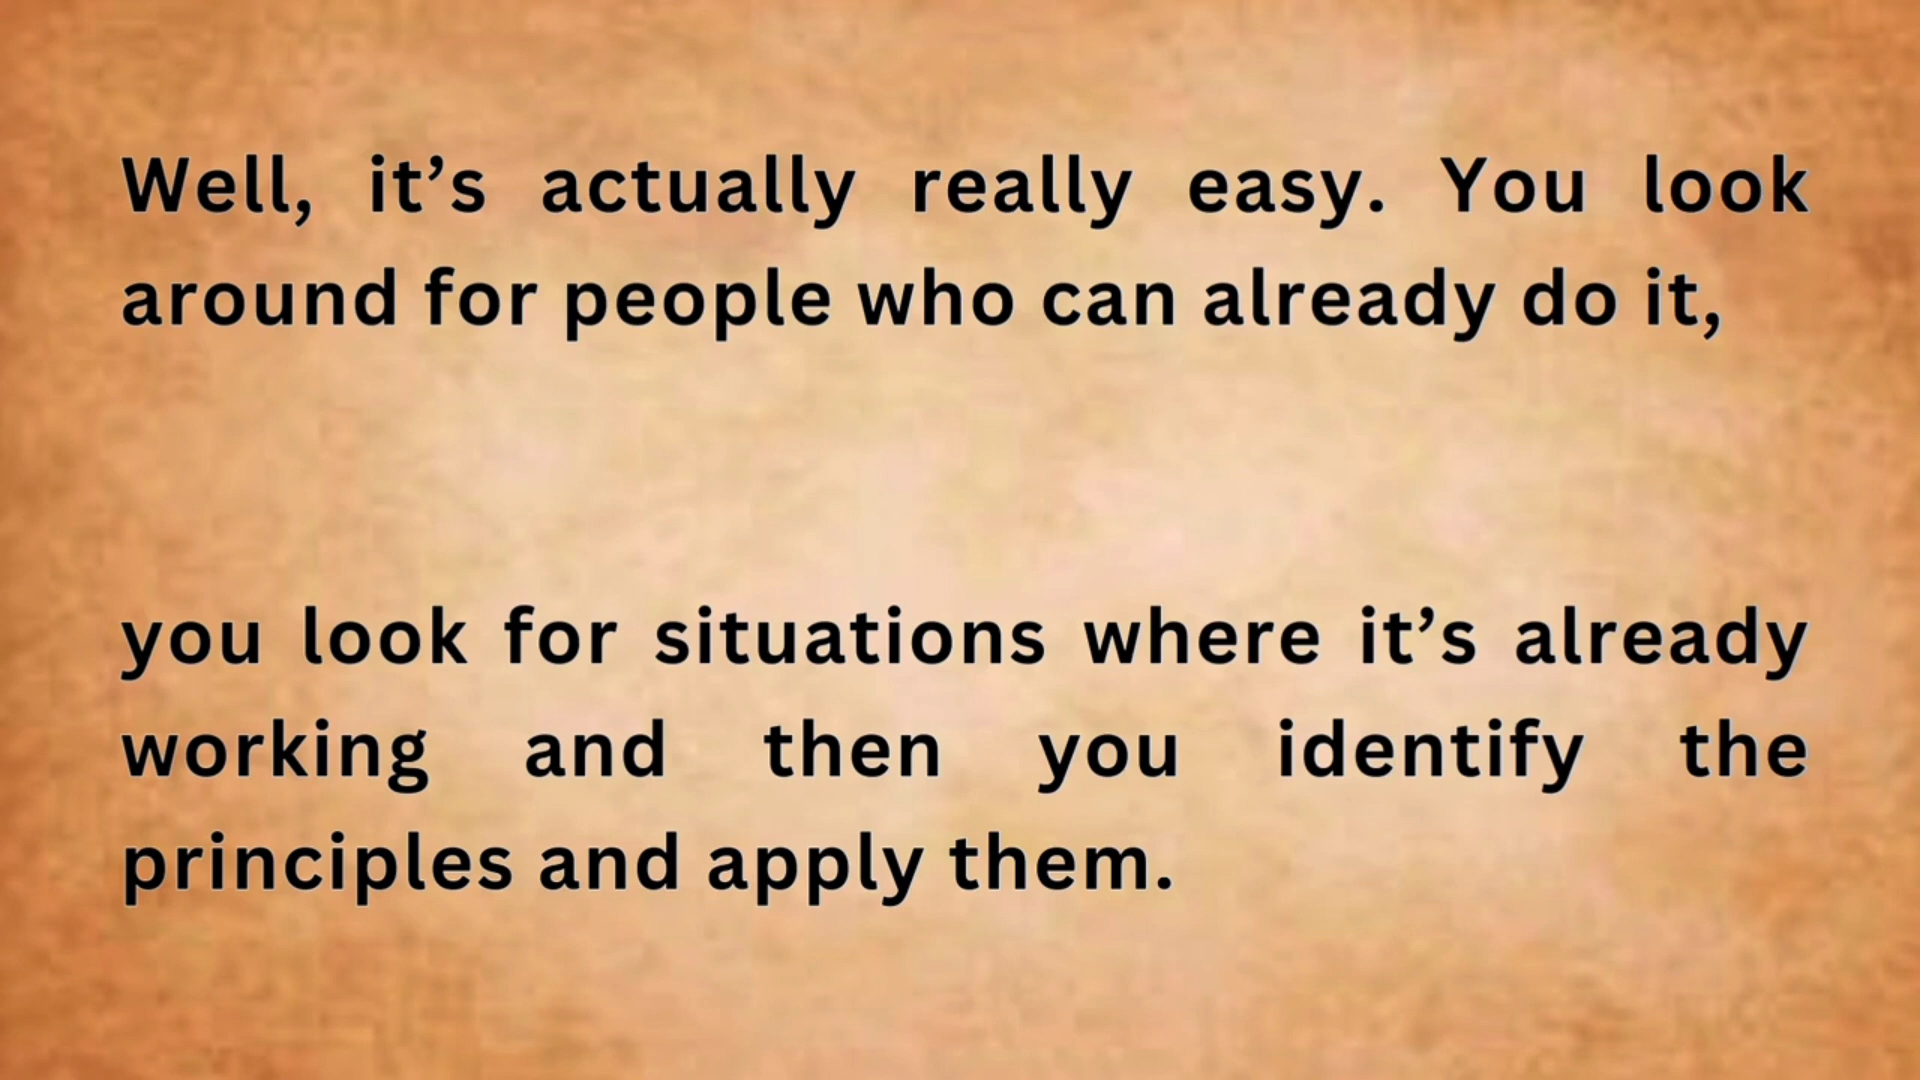 Well, it’s actually really easy. You look
around for people who can already do it,
you look for situations where it’s already
working and then you identify the
principles and apply them.